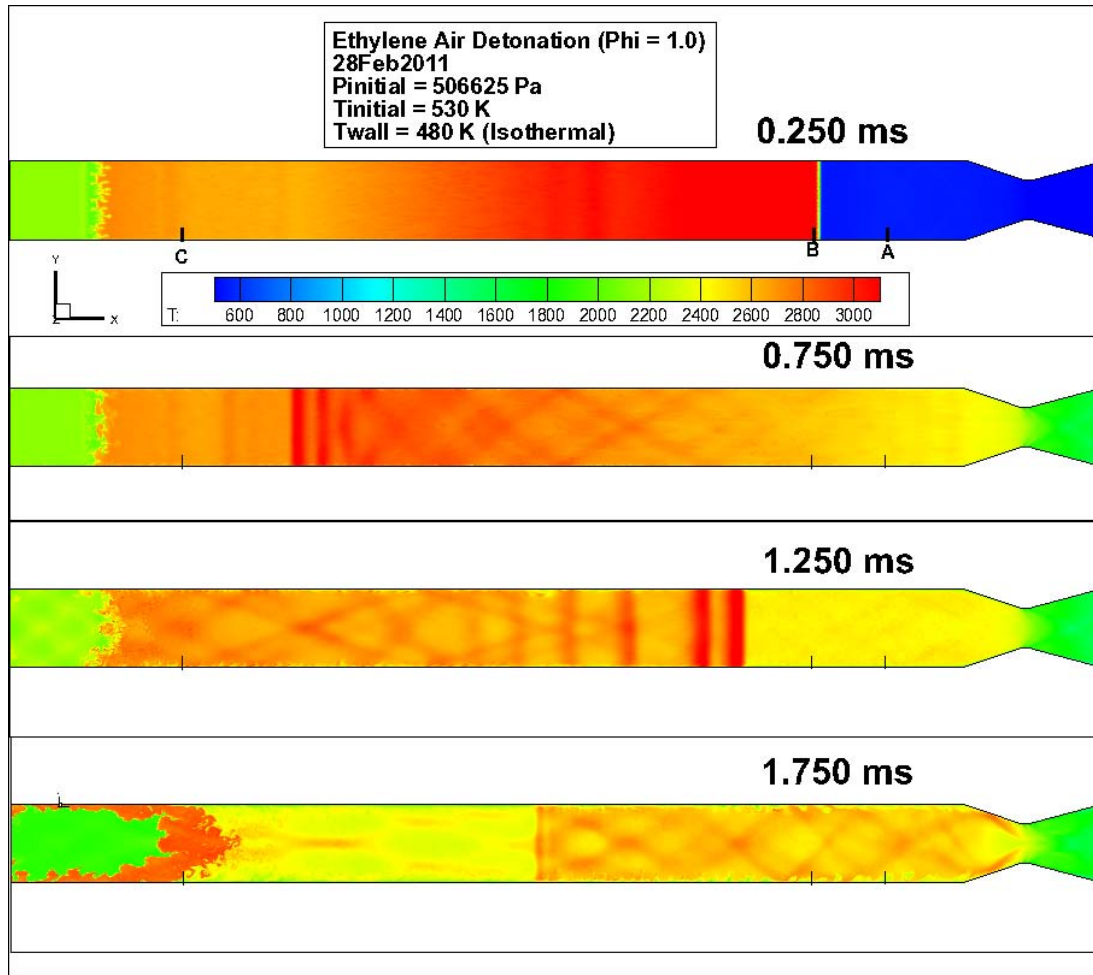 Ethylene Air Detonation (Phi = 1.0)
28Feb2011
Pinitial = 506625 Pa
Tinitial = 530 K
Twall = 480 K (Isothermal)
0.250 ms
C
B
A
Y
Z
X
T:
600 800 1000 1200 1400 1600 1800 2000 2200 2400 2600 2800 3000
0.750 ms
1.250 ms
1.750 ms